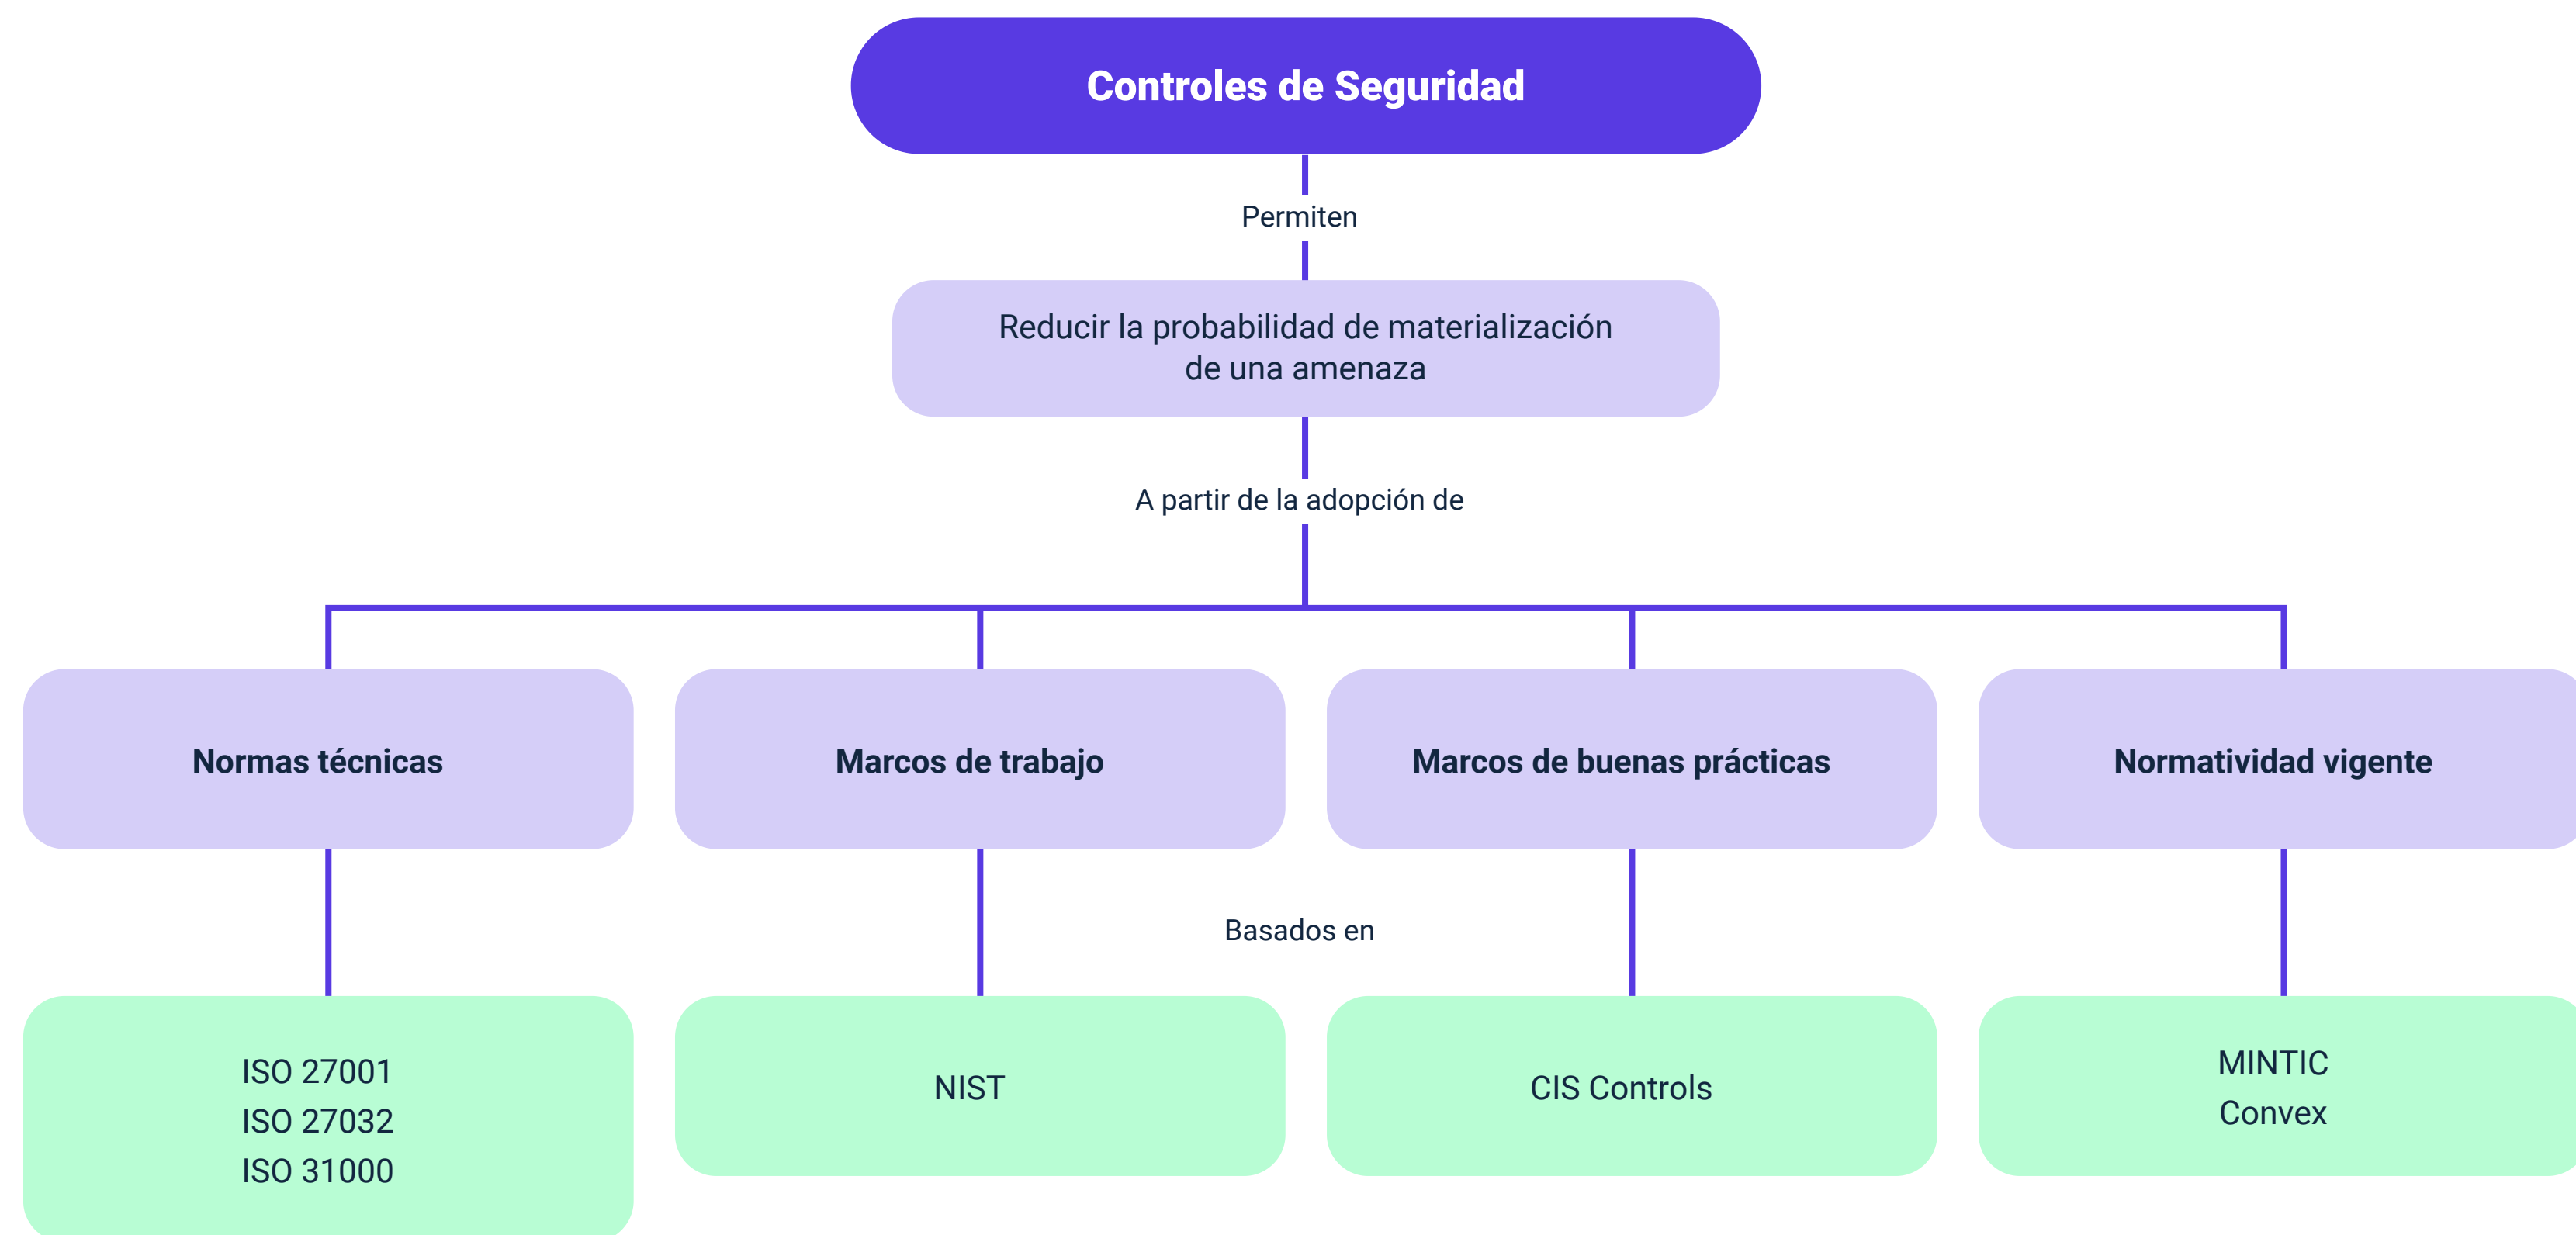 Controles de Seguridad
Permiten
Reducir la probabilidad de materialización
de una amenaza
A partir de la adopción de
Normas técnicas
Marcos de trabajo
Marcos de buenas prácticas
Normatividad vigente
Basados en
ISO 27001
ISO 27032
ISO 31000
NIST
CIS Controls
MINTIC
Convex